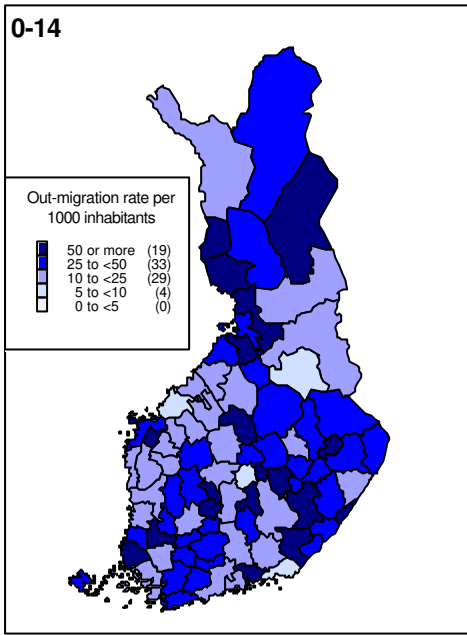 0-14
Out-migration rate per
1000 inhabitants
50 or more (19)
25 to <50 (33)
10 to <25 (29)
5 to <10 (4)
0 to <5 (0)